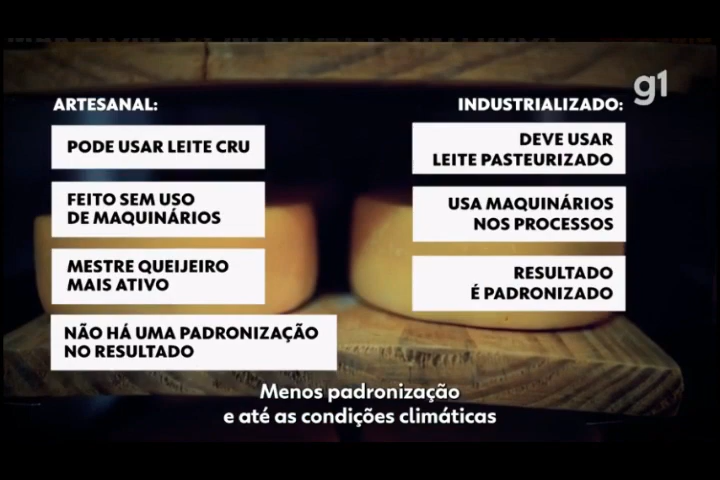 g1
ARTESANAL:
PODE USAR LEITE CRU
FEITO SEM USO
DE MAQUINÁRIOS
MESTRE QUEIJEIRO
MAIS ATIVO
NÃO HÁ UMA PADRONIZAÇÃO
NO RESULTADO
INDUSTRIALIZADO:
DEVE USAR
LEITE PASTEURIZADO
USA MAQUINÁRIOS
NOS PROCESSOS
RESULTADO
É PADRONIZADO
Menos padronização
e até as condições climáticas